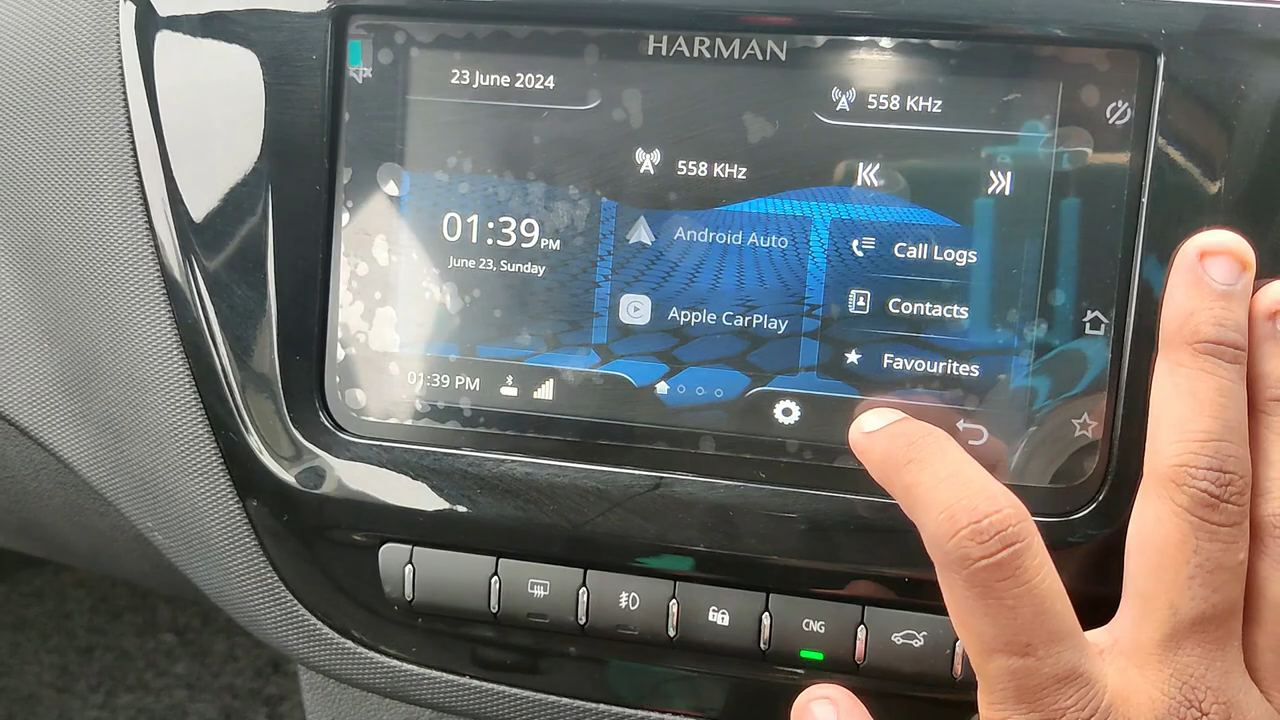 HARMAN
23 June 2024
558 KHz
558 KHz
01:39 PM
June 23, Sunday
Android Auto
Apple CarPlay
Call Logs
Contacts
Favourites
01:39 PM
CNG